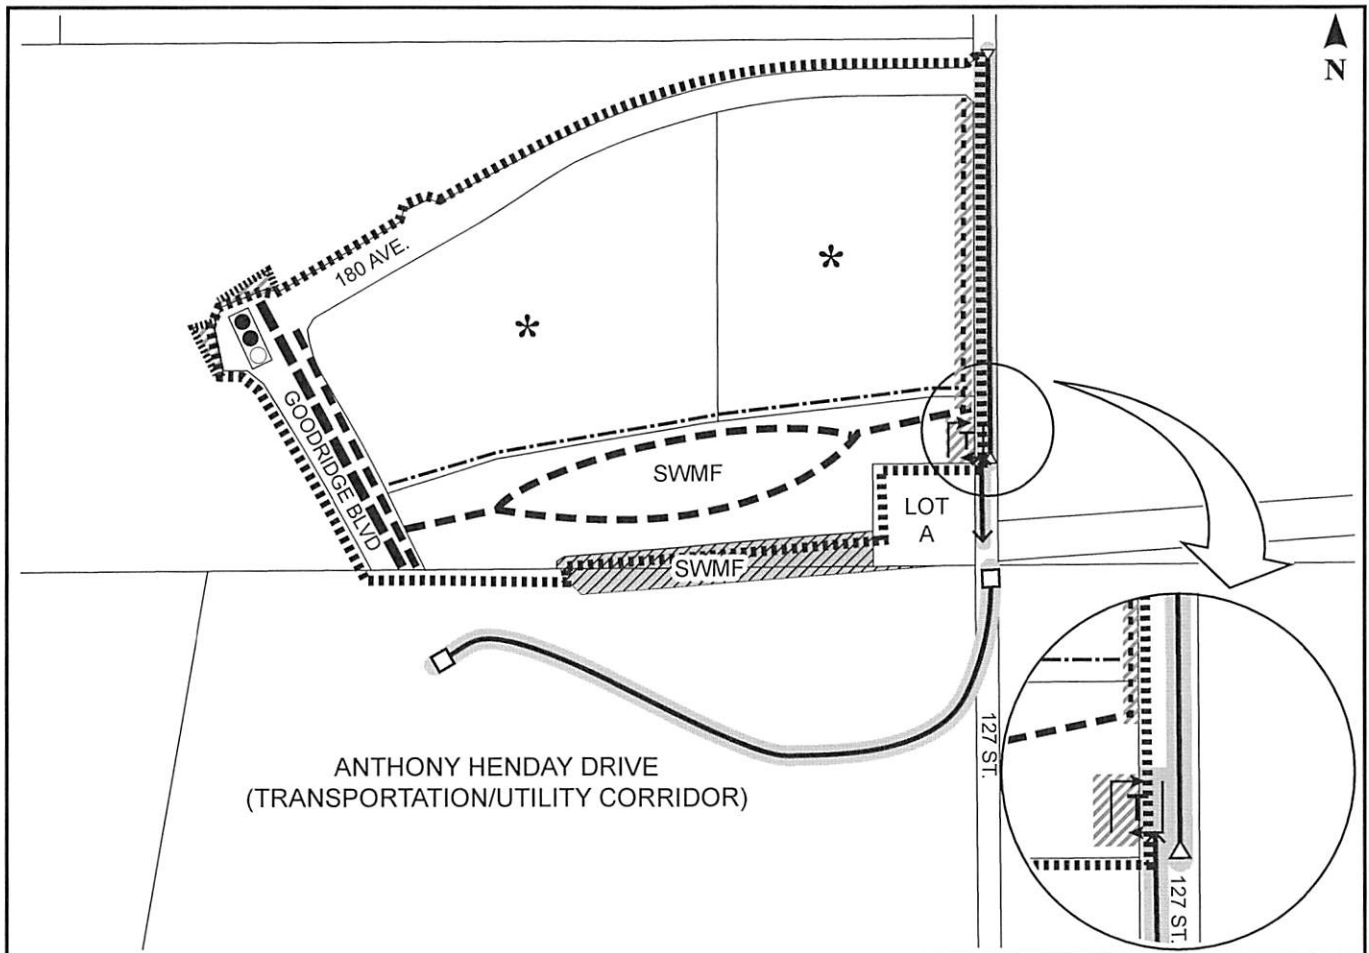 N
180 AVE.
*
*
GOODRIDGE BLVD
SWMF
LOT
A
SWMF
127 ST.
ANTHONY HENDAY DRIVE
(TRANSPORTATION/UTILITY CORRIDOR)
T
T
127 ST.